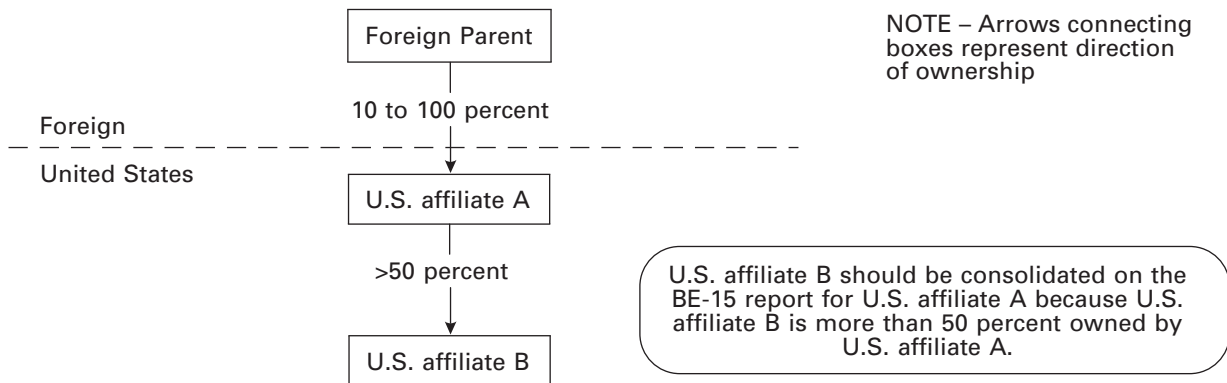 Foreign Parent
NOTE – Arrows connecting
boxes represent direction
of ownership
10 to 100 percent
Foreign
United States
U.S. affiliate A
>50 percent
U.S. affiliate B should be consolidated on the
BE-15 report for U.S. affiliate A because U.S.
affiliate B is more than 50 percent owned by
U.S. affiliate A.
U.S. affiliate B